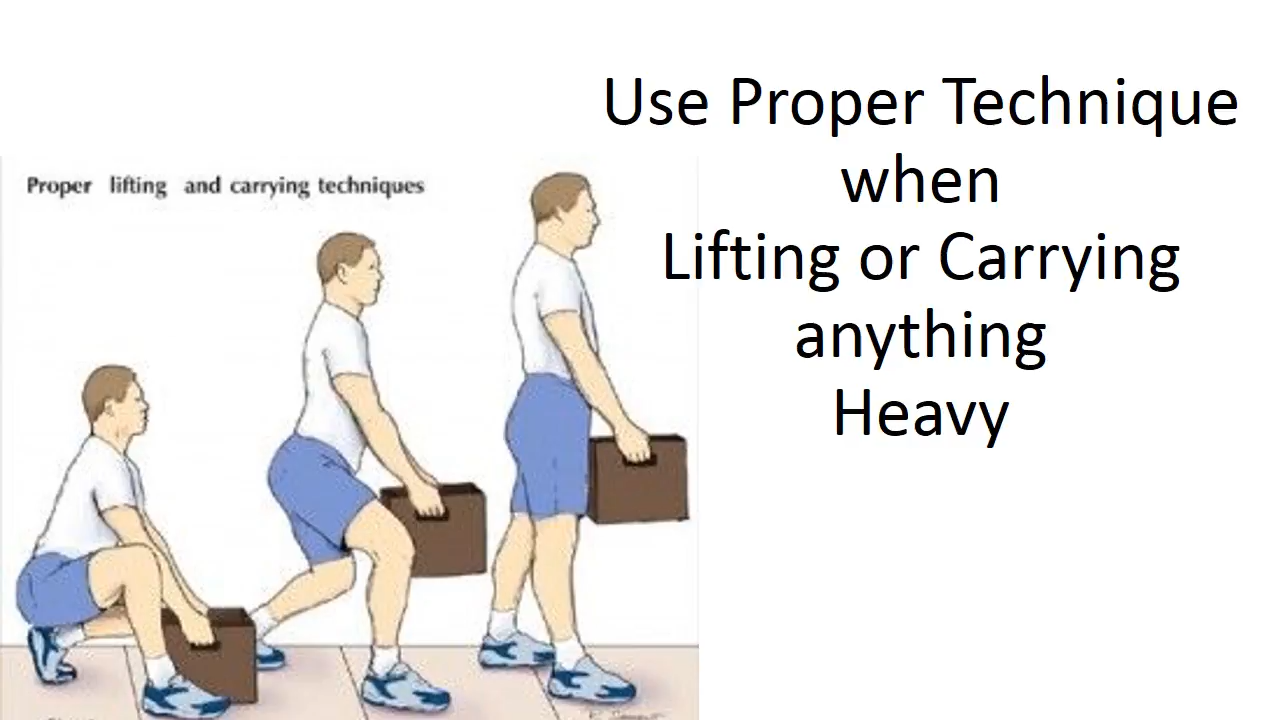 Use Proper Technique
when
Lifting or Carrying
anything
Heavy
Proper lifting and carrying techniques